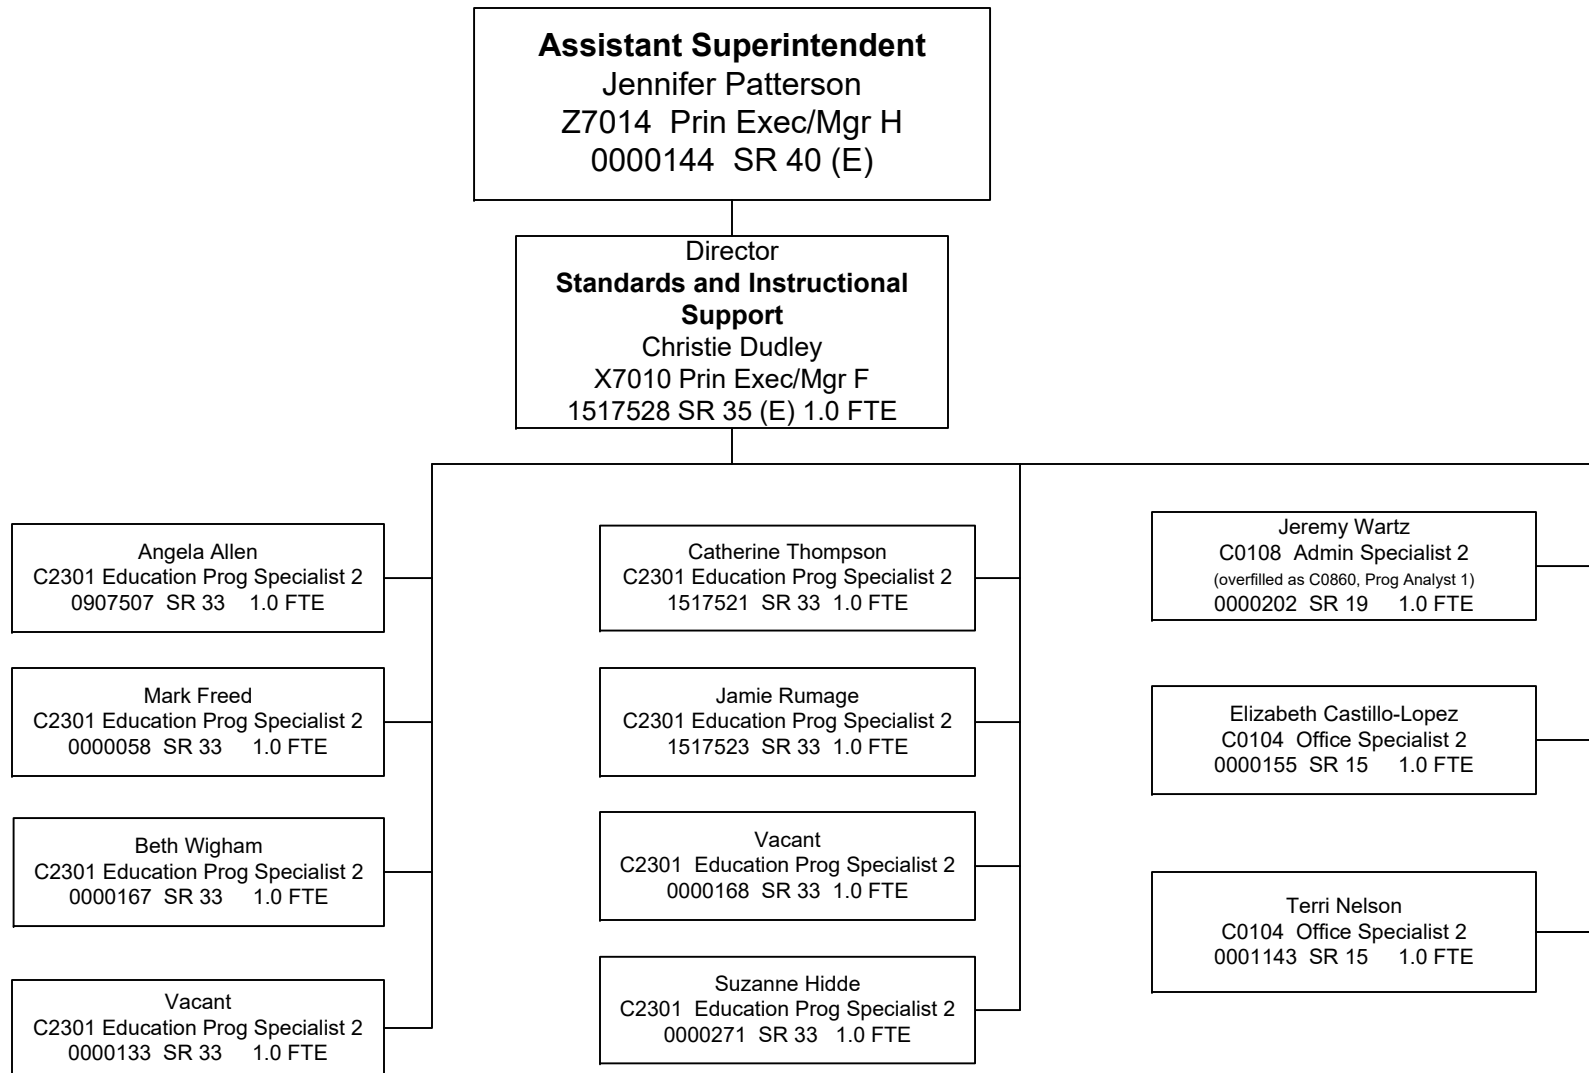 Assistant Superintendent
Jennifer Patterson
Z7014  Prin Exec/Mgr H
0000144  SR 40 (E)
Director
Standards and Instructional
Support
Christie Dudley
X7010 Prin Exec/Mgr F
1517528 SR 35 (E) 1.0 FTE
Angela Allen
C2301 Education Prog Specialist 2
0907507  SR 33    1.0 FTE
Mark Freed
C2301 Education Prog Specialist 2
0000058  SR 33    1.0 FTE
Beth Wigham
C2301 Education Prog Specialist 2
0000167  SR 33    1.0 FTE
Vacant
C2301 Education Prog Specialist 2
0000133  SR 33    1.0 FTE
Catherine Thompson
C2301 Education Prog Specialist 2
1517521  SR 33  1.0 FTE
Jamie Rumage
C2301 Education Prog Specialist 2
1517523  SR 33  1.0 FTE
Vacant
C2301  Education Prog Specialist 2
0000168  SR 33  1.0 FTE
Suzanne Hidde
C2301  Education Prog Specialist 2
0000271  SR 33   1.0 FTE
Jeremy Wartz
C0108  Admin Specialist 2
(overfilled as C0860, Prog Analyst 1)
0000202  SR 19    1.0 FTE
Elizabeth Castillo-Lopez
C0104  Office Specialist 2
0000155  SR 15    1.0 FTE
Terri Nelson
C0104  Office Specialist 2
0001143  SR 15    1.0 FTE